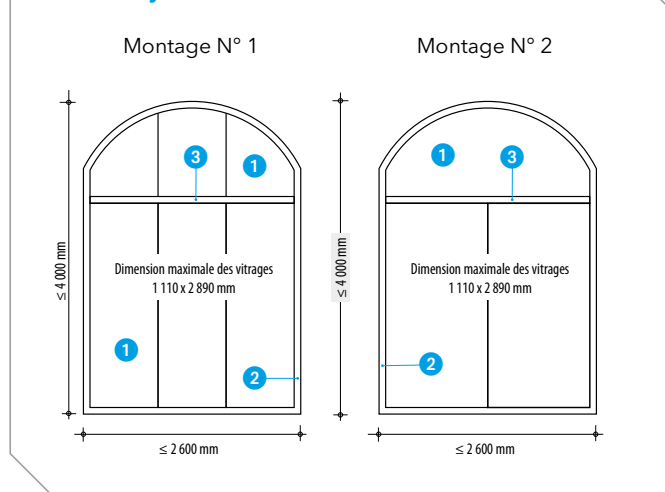 Montage N° 1
Montage N° 2
3
1
1
3
≤ 4 000 mm
Dimension maximale des vitrages
1 110 x 2 890 mm
≤ 4 000 mm
Dimension maximale des vitrages
1 110 x 2 890 mm
1
2
2
≤ 2 600 mm
≤ 2 600 mm